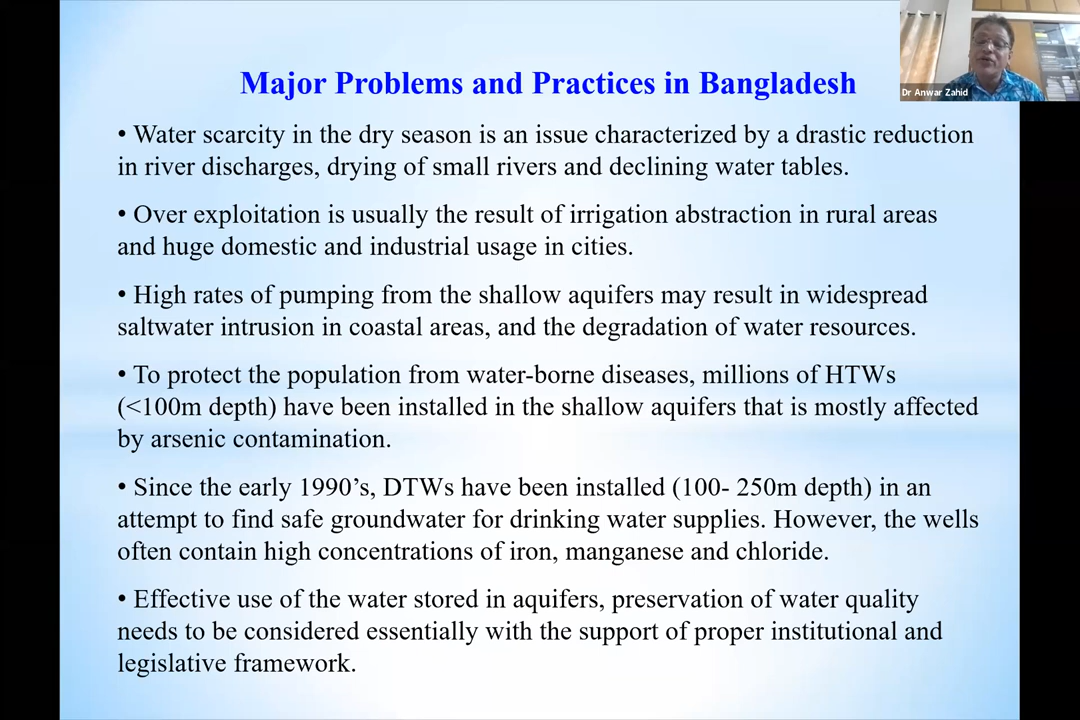 Major Problems and Practices in Bangladesh
Dr Anwar Zahid
• Water scarcity in the dry season is an issue characterized by a drastic reduction
in river discharges, drying of small rivers and declining water tables.
• Over exploitation is usually the result of irrigation abstraction in rural areas
and huge domestic and industrial usage in cities.
• High rates of pumping from the shallow aquifers may result in widespread
saltwater intrusion in coastal areas, and the degradation of water resources.
• To protect the population from water-borne diseases, millions of HTWs
(<100m depth) have been installed in the shallow aquifers that is mostly affected
by arsenic contamination.
• Since the early 1990’s, DTWs have been installed (100- 250m depth) in an
attempt to find safe groundwater for drinking water supplies. However, the wells
often contain high concentrations of iron, manganese and chloride.
• Effective use of the water stored in aquifers, preservation of water quality
needs to be considered essentially with the support of proper institutional and
legislative framework.